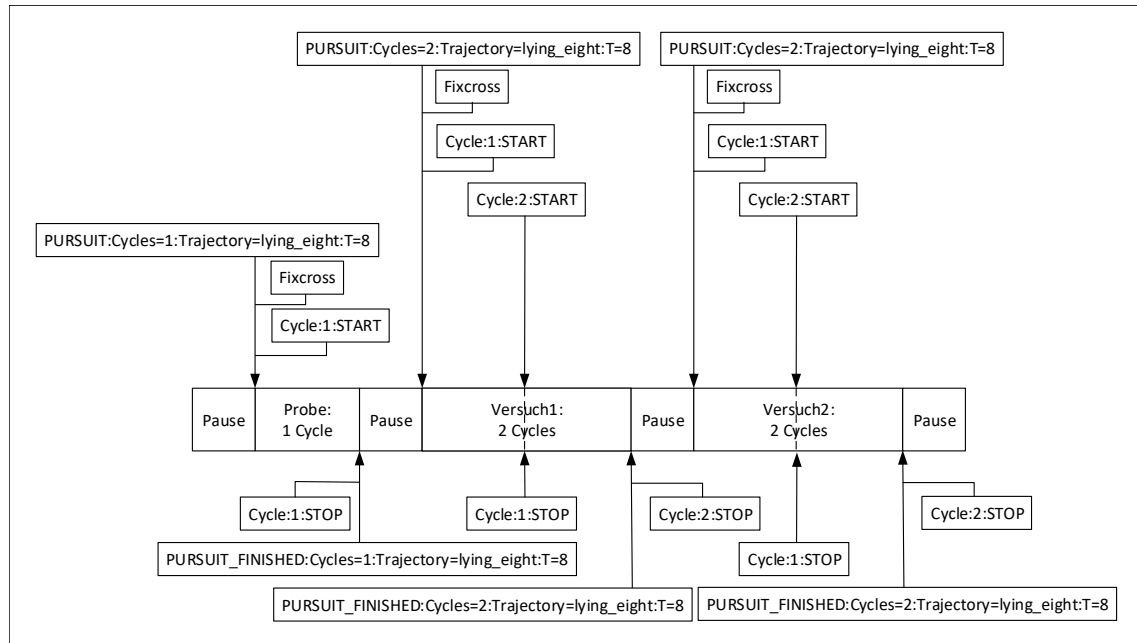 PURSUIT:Cycles=2:Trajectory=lying_eight:T=8
PURSUIT:Cycles=2:Trajectory=lying_eight:T=8
Fixcross
Fixcross
Cycle:1:START
Cycle:1:START
Cycle:2:START
Cycle:2:START
PURSUIT:Cycles=1:Trajectory=lying_eight:T=8
Fixcross
Cycle:1:START
Pause
Probe:
1 Cycle
Pause
Versuch1:
2 Cycles
Pause
Versuch2:
2 Cycles
Pause
Cycle:1:STOP
Cycle:1:STOP
Cycle:2:STOP
Cycle:2:STOP
PURSUIT_FINISHED:Cycles=1:Trajectory=lying_eight:T=8
Cycle:1:STOP
PURSUIT_FINISHED:Cycles=2:Trajectory=lying_eight:T=8
PURSUIT_FINISHED:Cycles=2:Trajectory=lying_eight:T=8